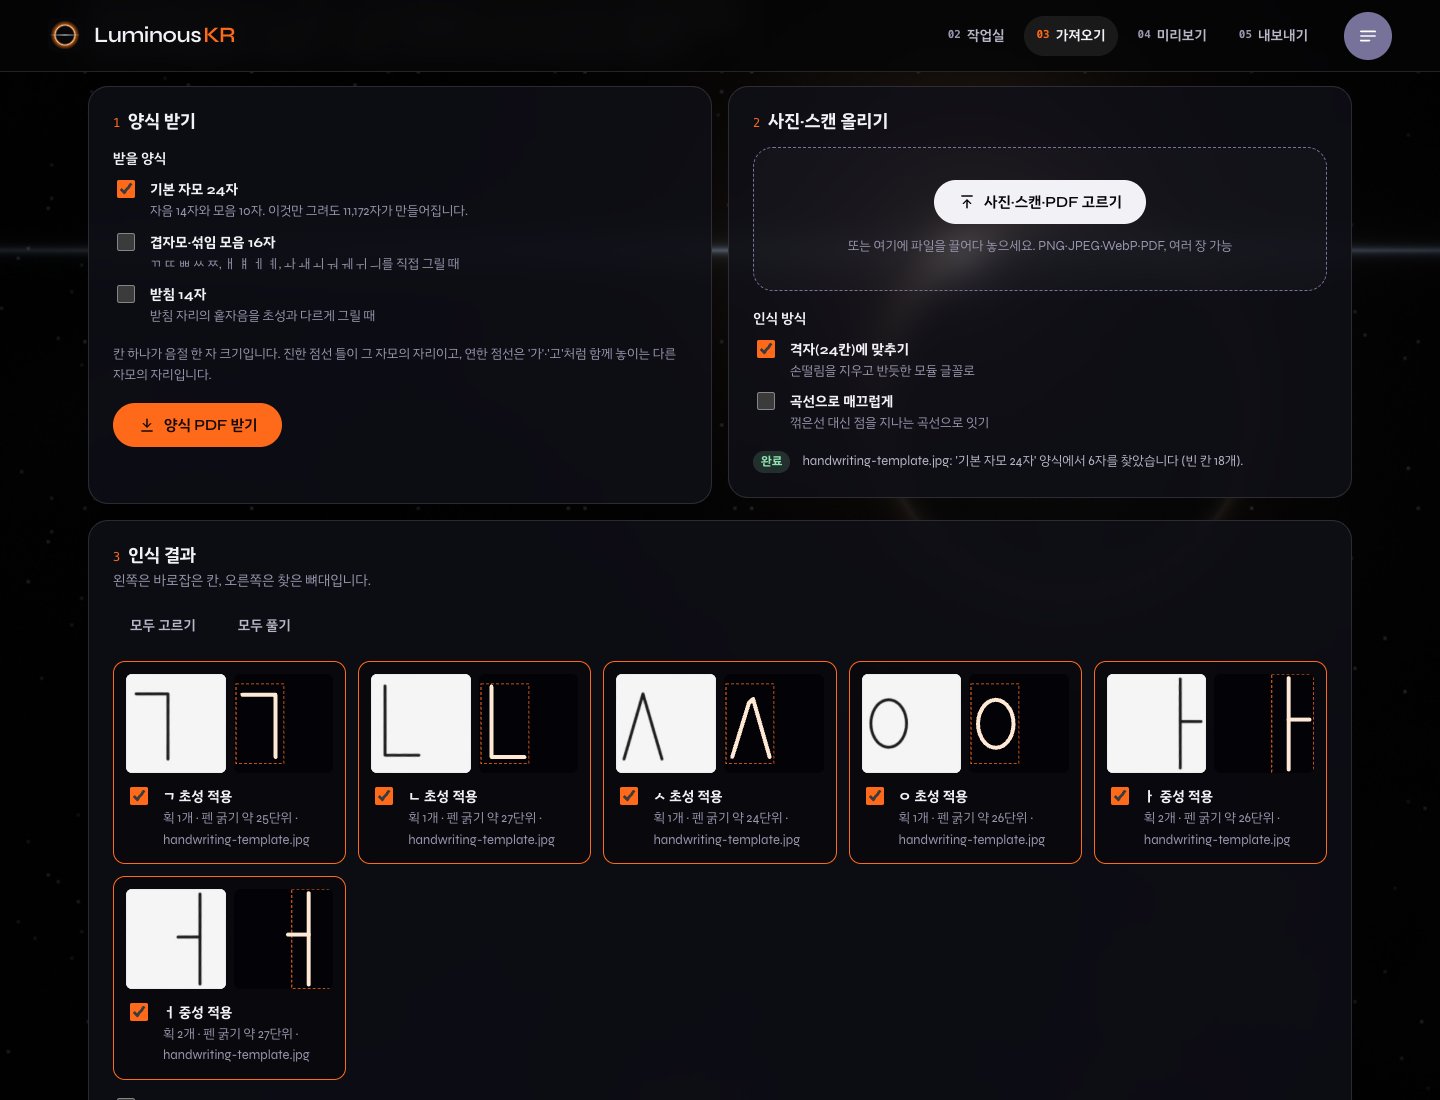 LuminousKR
02 작업실
03 가져오기
04 미리보기
05 내보내기
1 양식 받기
받을 양식
기본 자모 24자
자음 14자와 모음 10자. 이것만 그려도 11,172자가 만들어집니다.
겹자모·섞임 모음 16자
ㄲ ㄸ ㅃ ㅆ ㅉ, ㅐ ㅒ ㅔ ㅖ, ㅘ ㅙ ㅚ ㅝ ㅞ ㅟ ㅢ를 직접 그릴 때
받침 14자
받침 자리의 홑자음을 초성과 다르게 그릴 때
칸 하나가 음절 한 자 크기입니다. 진한 점선 틀이 그 자모의 자리이고, 연한 점선은 '가'·'고'처럼 함께 놓이는 다른
자모의 자리입니다.
양식 PDF 받기
2 사진·스캔 올리기
사진·스캔·PDF 고르기
또는 여기에 파일을 끌어다 놓으세요. PNG·JPEG·WebP·PDF, 여러 장 가능
인식 방식
격자(24칸)에 맞추기
손떨림을 지우고 반듯한 모듈 글꼴로
곡선으로 매끄럽게
꺾은선 대신 점을 지나는 곡선으로 잇기
완료 handwriting-template.jpg: '기본 자모 24자' 양식에서 6자를 찾았습니다 (빈 칸 18개).
3 인식 결과
왼쪽은 바로잡은 칸, 오른쪽은 찾은 뼈대입니다.
모두 고르기
모두 풀기
ㄱ ㄱ
ㄱ 초성 적용
획 1개 · 펜 굵기 약 25단위 ·
handwriting-template.jpg
ㄴ ㄴ
ㄴ 초성 적용
획 1개 · 펜 굵기 약 27단위 ·
handwriting-template.jpg
ㅅ ㅅ
ㅅ 초성 적용
획 1개 · 펜 굵기 약 24단위 ·
handwriting-template.jpg
ㅇ ㅇ
ㅇ 초성 적용
획 1개 · 펜 굵기 약 26단위 ·
handwriting-template.jpg
ㅏ ㅏ
ㅏ 중성 적용
획 2개 · 펜 굵기 약 26단위 ·
handwriting-template.jpg
ㅓ ㅓ
ㅓ 중성 적용
획 2개 · 펜 굵기 약 27단위 ·
handwriting-template.jpg